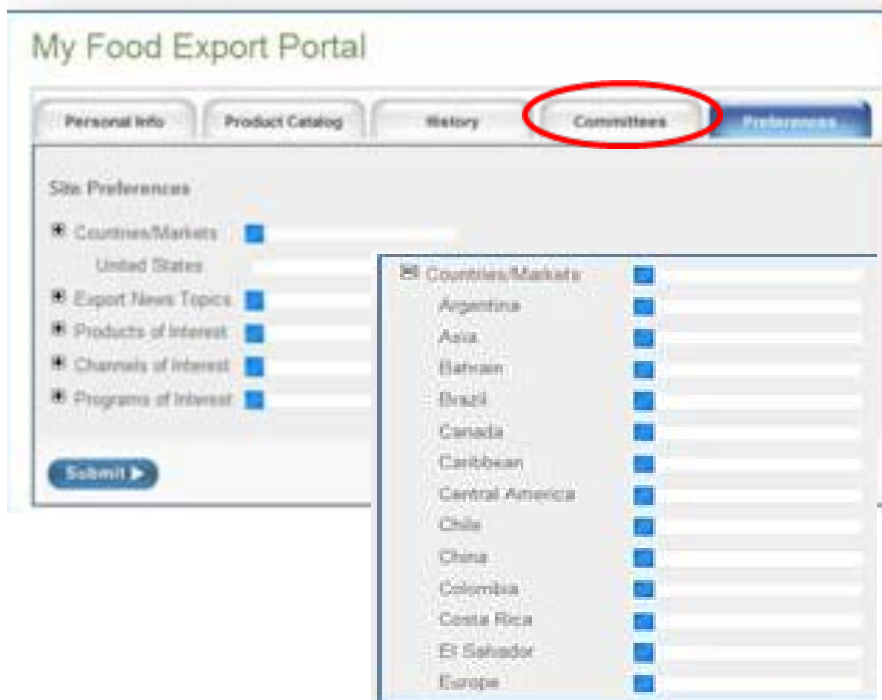 My Food Export Portal
Personal Info Product Catalog History Committees Preferences
Site Preferences
Countries/Markets
United States
Export News Topics
Products of Interest
Channels of Interest
Programs of Interest
Submit
Countries/Markets
Argentina
Asia
Bahrain
Brazil
Canada
Caribbean
Central America
Chile
China
Colombia
Costa Rica
El Salvador
Europe